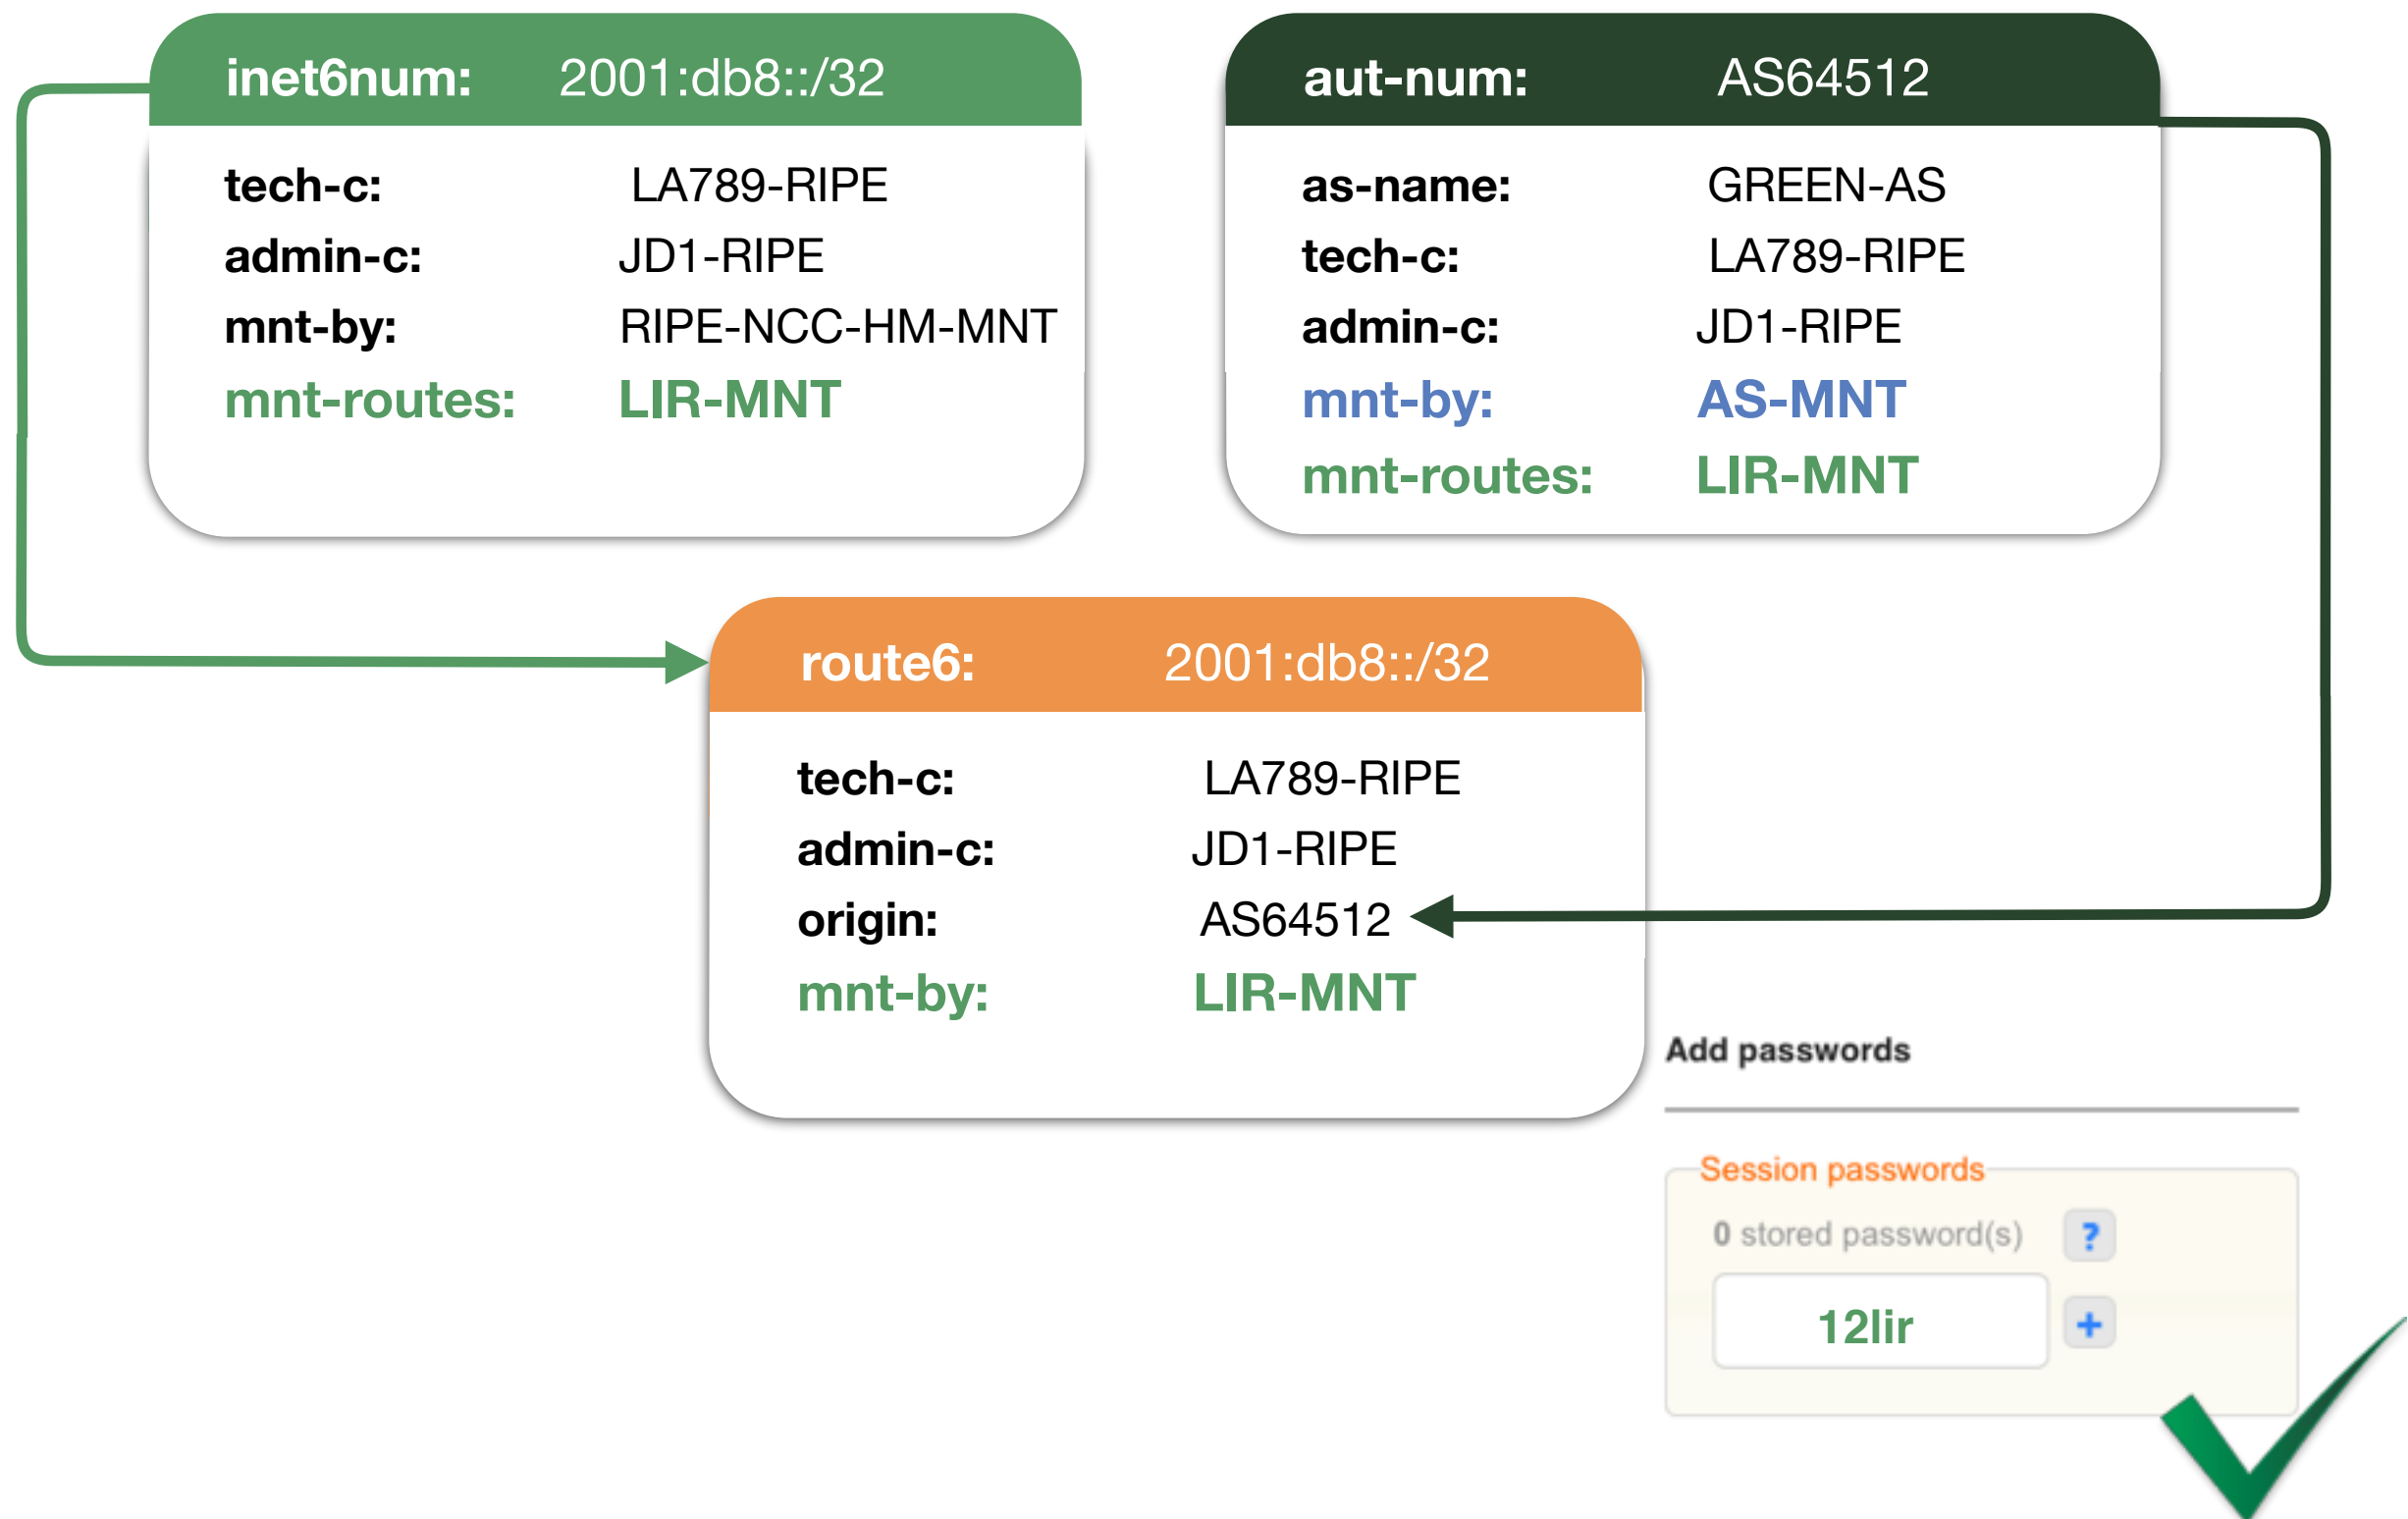 inet6num: 2001:db8::/32
tech-c: LA789-RIPE
admin-c: JD1-RIPE
mnt-by: RIPE-NCC-HM-MNT
mnt-routes: LIR-MNT
aut-num: AS64512
as-name: GREEN-AS
tech-c: LA789-RIPE
admin-c: JD1-RIPE
mnt-by: AS-MNT
mnt-routes: LIR-MNT
route6: 2001:db8::/32
tech-c: LA789-RIPE
admin-c: JD1-RIPE
origin: AS64512
mnt-by: LIR-MNT
Add passwords
Session passwords
0 stored password(s) ?
12lir +